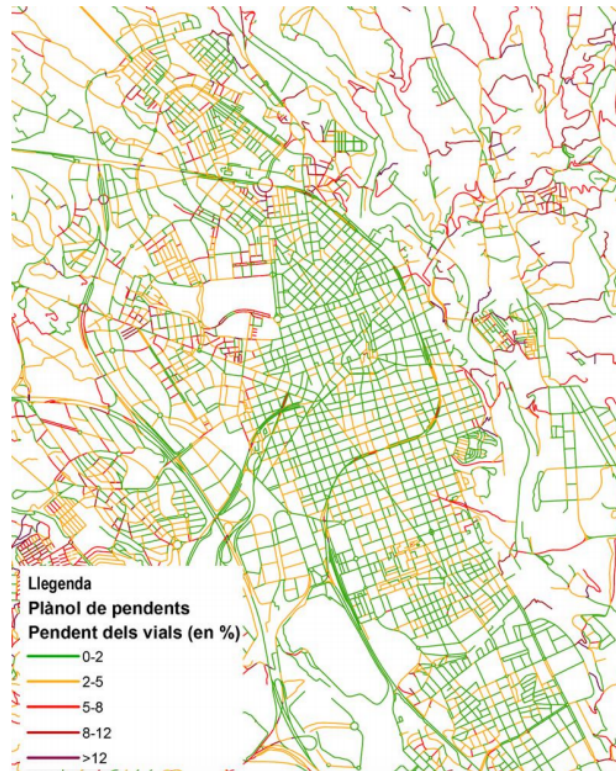 Llegenda
Plànol de pendents
Pendent dels vials (en %)
0-2
2-5
5-8
8-12
>12